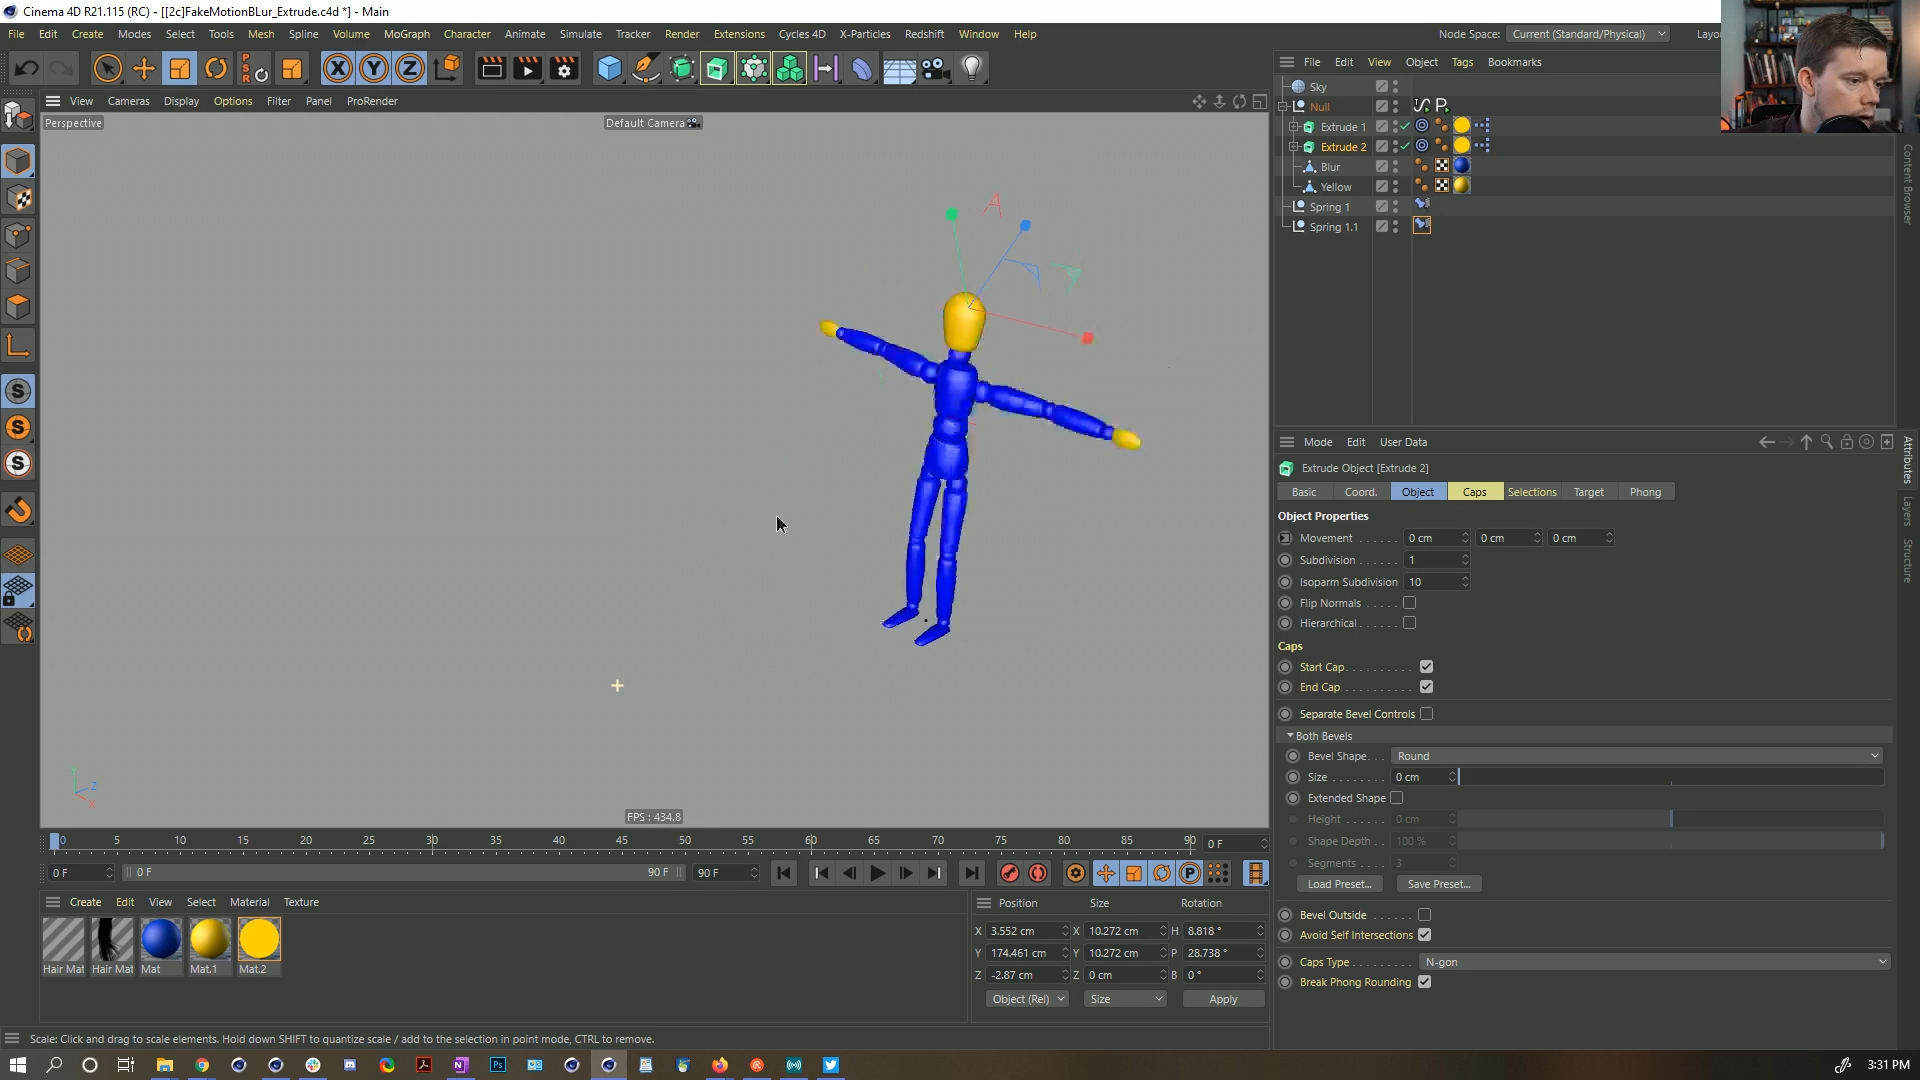 Cinema 4D R21.115 (RC) - [[2c]FakeMotionBLur_Extrude.c4d *] - Main
File Edit Create Modes Select Tools Mesh Spline Volume MoGraph Character Animate Simulate Tracker Render Extensions Cycles 4D X-Particles Redshift Window Help
Node Space: Current (Standard/Physical)
PSR
X Y Z
File Edit View Object Tags Bookmarks
View Cameras Display Options Filter Panel ProRender
Perspective
Default Camera
Sky
Null
Extrude 1
Extrude 2
Blur
Yellow
Spring 1
Spring 1.1
Content Browser
Mode Edit User Data
Extrude Object [Extrude 2]
Basic Coord. Object Caps Selections Target Phong
Attributes
Layers
Structure
Object Properties
Movement 0 cm 0 cm 0 cm
Subdivision 1
Isoparm Subdivision 10
Flip Normals
Hierarchical
Caps
Start Cap
End Cap
Separate Bevel Controls
Both Bevels
Bevel Shape Round
Size 0 cm
Extended Shape
Height 0 cm
Shape Depth 100 %
Segments 3
Load Preset... Save Preset...
Bevel Outside
Avoid Self Intersections
Caps Type N-gon
Break Phong Rounding
FPS : 434.8
0 5 10 15 20 25 30 35 40 45 50 55 60 65 70 75 80 85 90 0 F
0 F 0 F 90 F 90 F
Create Edit View Select Material Texture
Hair Mat Hair Mat Mat Mat.1 Mat.2
Position Size Rotation
X 3.552 cm X 10.272 cm H 8.818 °
Y 174.461 cm Y 10.272 cm P 28.738 °
Z -2.87 cm Z 0 cm B 0 °
Object (Rel) Size Apply
Scale: Click and drag to scale elements. Hold down SHIFT to quantize scale / add to the selection in point mode, CTRL to remove.
3:31 PM